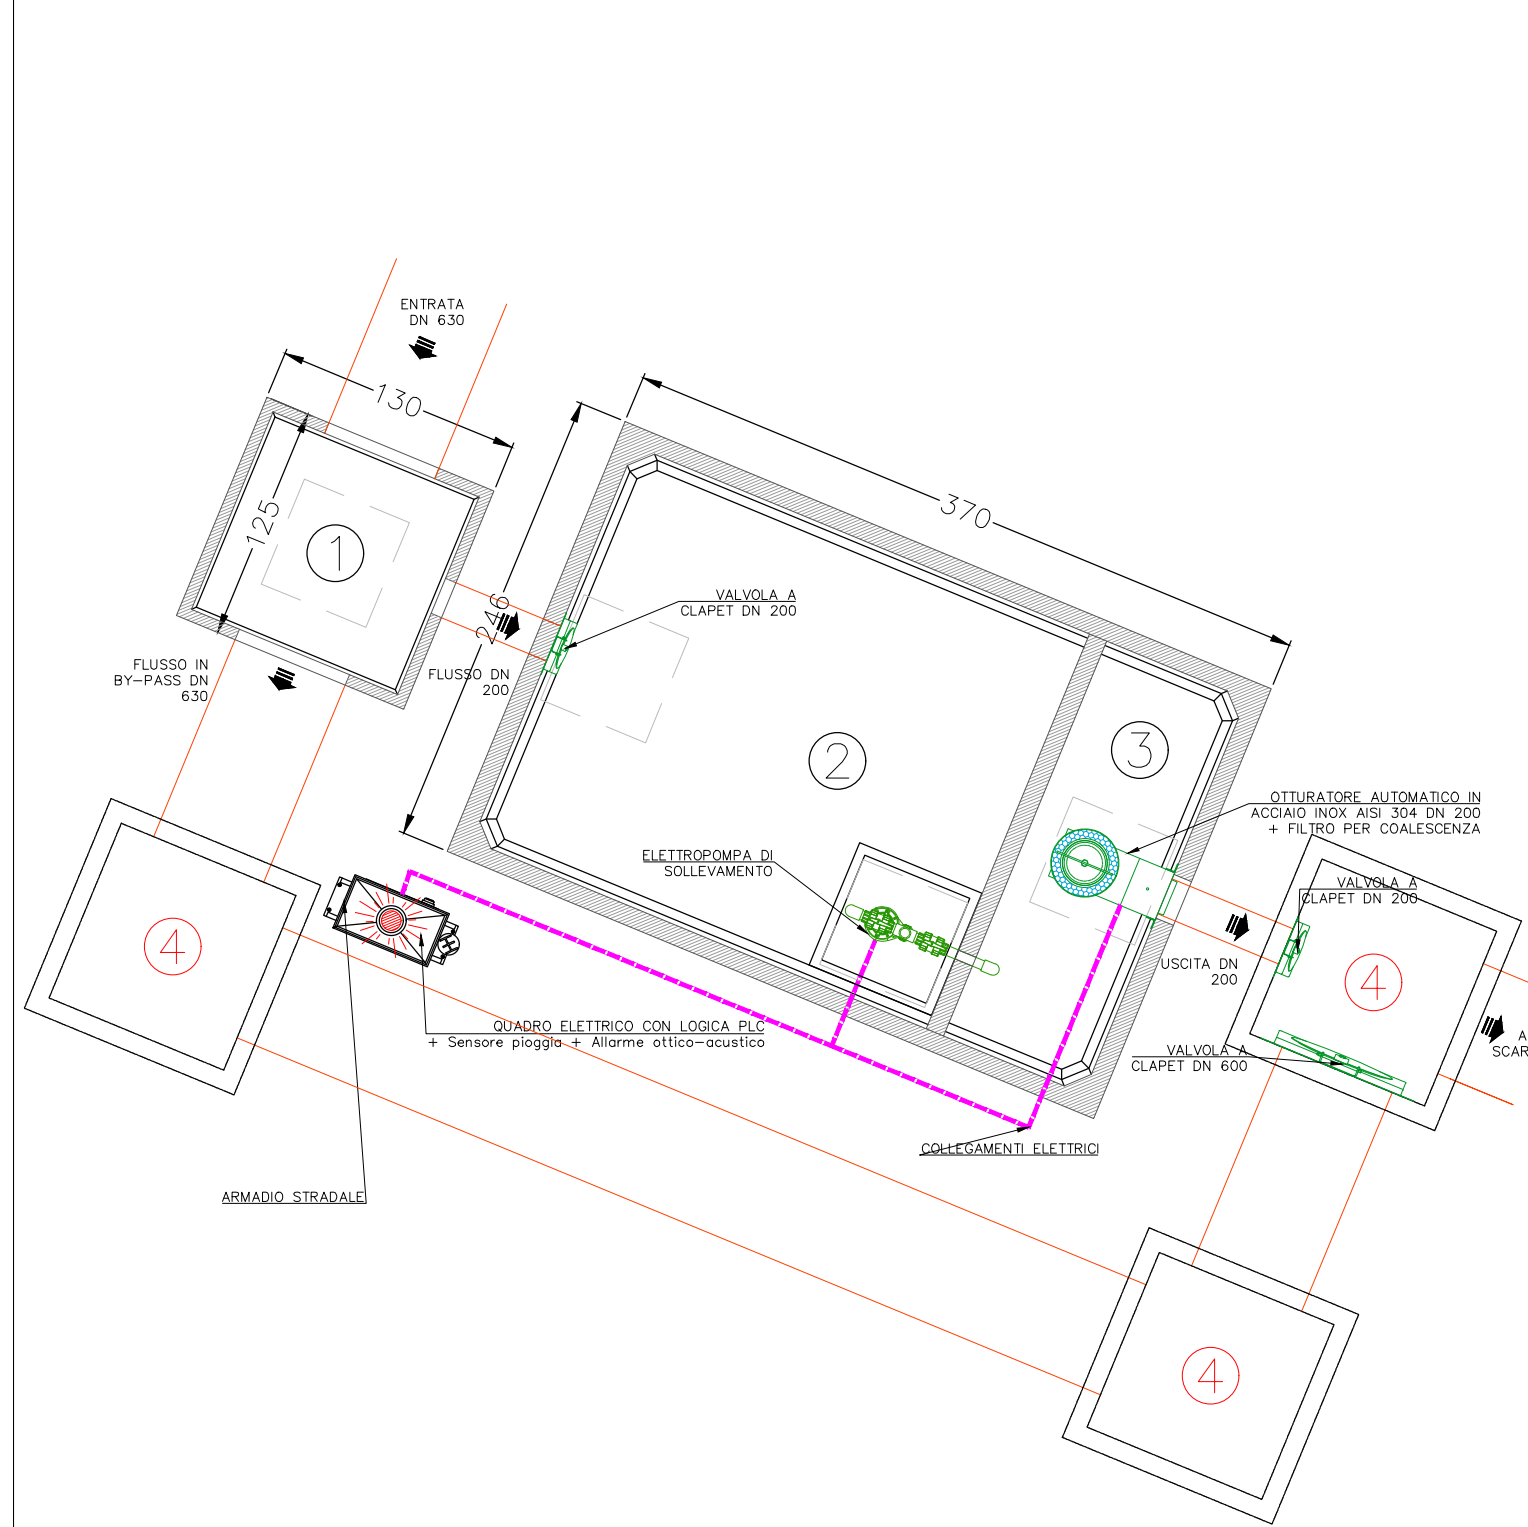 ENTRATA
DN 630
130
125
1
370
246
VALVOLA A
CLAPET DN 200
FLUSSO IN
BY-PASS DN
630
FLUSSO DN
200
2
3
OTTURATORE AUTOMATICO IN
ACCIAIO INOX AISI 304 DN 200
+ FILTRO PER COALESCENZA
ELETTROPOMPA DI
SOLLEVAMENTO
VALVOLA A
CLAPET DN 200
4
USCITA DN
200
4
QUADRO ELETTRICO CON LOGICA PLC
+ Sensore pioggia + Allarme ottico-acustico
VALVOLA A
CLAPET DN 600
A
SCAR
COLLEGAMENTI ELETTRICI
ARMADIO STRADALE
4